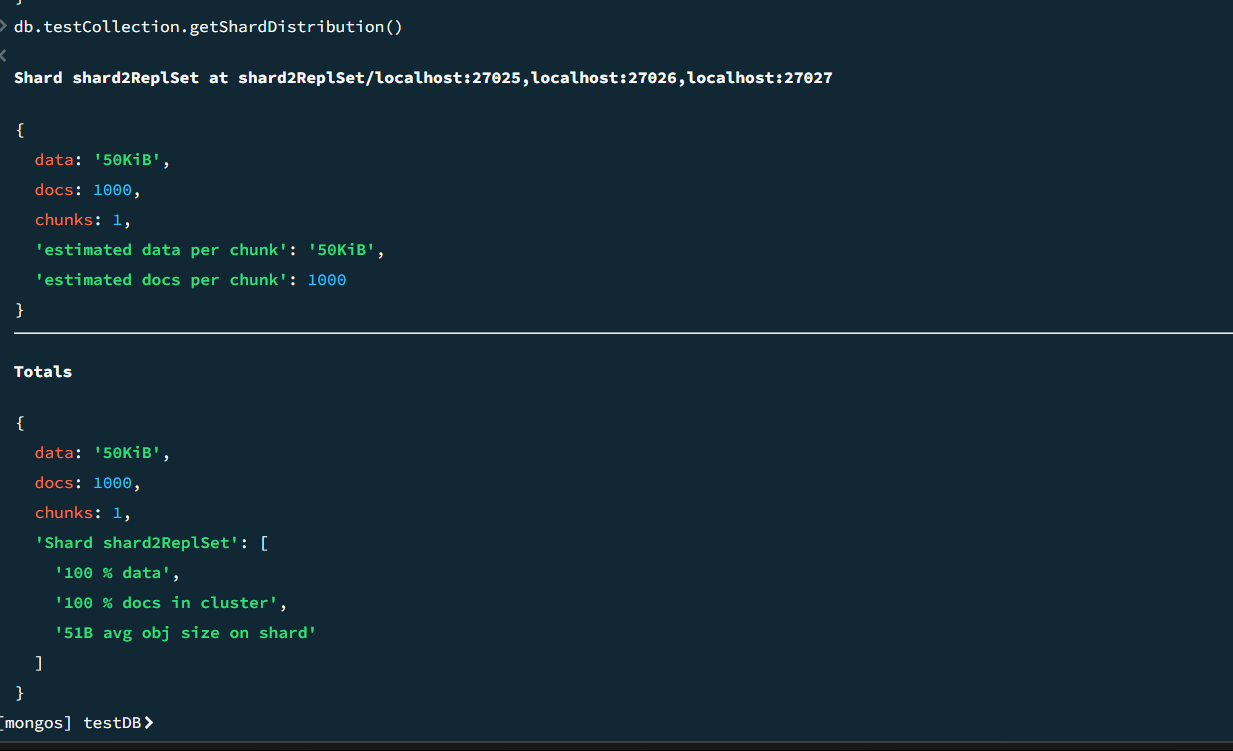 }
> db.testCollection.getShardDistribution()
<
Shard shard2ReplSet at shard2ReplSet/localhost:27025,localhost:27026,localhost:27027
{
  data: '50KiB',
  docs: 1000,
  chunks: 1,
  'estimated data per chunk': '50KiB',
  'estimated docs per chunk': 1000
}
Totals
{
  data: '50KiB',
  docs: 1000,
  chunks: 1,
  'Shard shard2ReplSet': [
    '100 % data',
    '100 % docs in cluster',
    '51B avg obj size on shard'
  ]
}
[mongos] testDB>